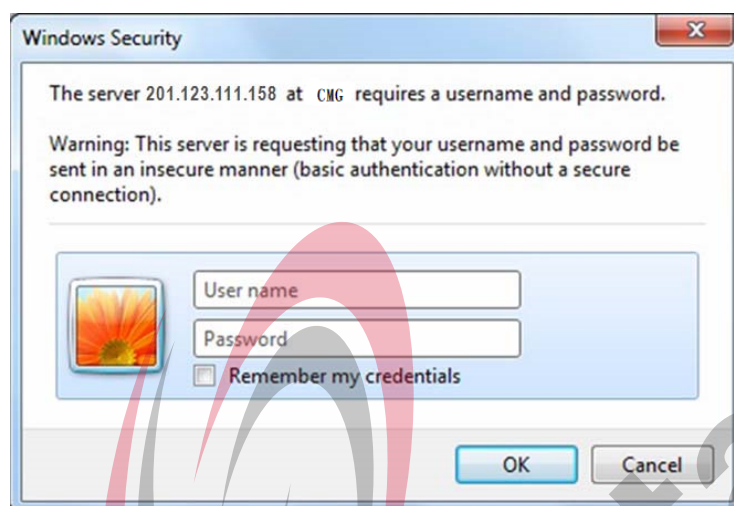 Windows Security
The server 201.123.111.158 at CMG requires a username and password.
Warning: This server is requesting that your username and password be
sent in an insecure manner (basic authentication without a secure
connection).
User name
Password
Remember my credentials
OK
Cancel